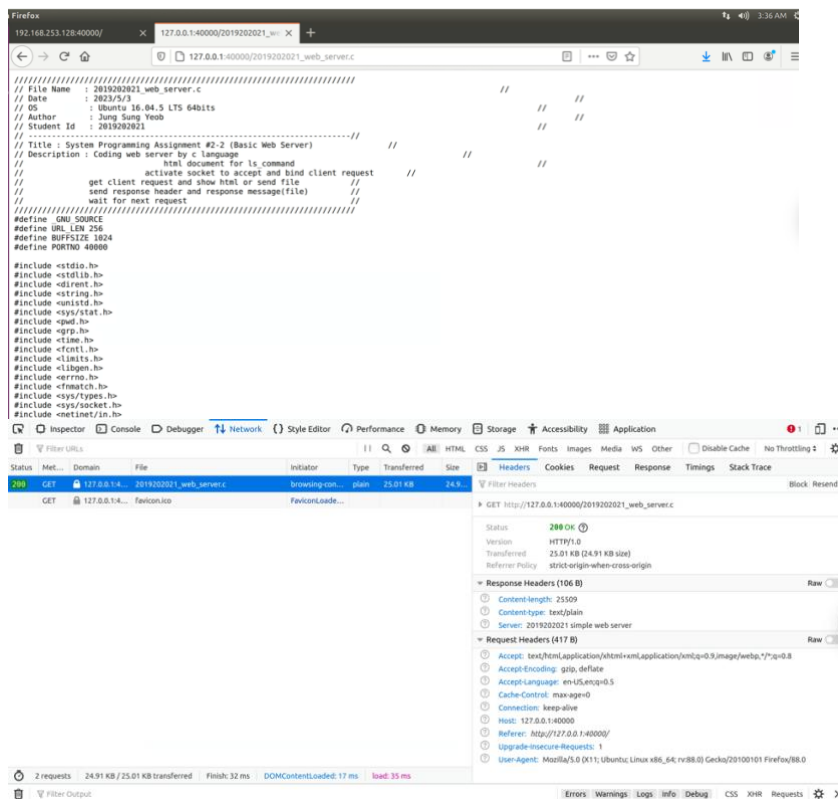 Firefox
3:36 AM
192.168.253.128:40000/
127.0.0.1:40000/2019202021_we
127.0.0.1:40000/2019202021_web_server.c
///////////////////////////////////////////////////////////////////////////
// File Name : 2019202021_web_server.c //
// Date : 2023/5/3 //
// OS : Ubuntu 16.04.5 LTS 64bits //
// Author : Jung Sung Yeob //
// Student Id : 2019202021 //
// -----------------------------------------------------------------------//
// Title : System Programming Assignment #2-2 (Basic Web Server) //
// Description : Coding web server by c language //
// html document for ls_command //
// activate socket to accept and bind client request //
// get client request and show html or send file //
// send response header and response message(file) //
// wait for next request //
///////////////////////////////////////////////////////////////////////////
#define _GNU_SOURCE
#define URL_LEN 256
#define BUFFSIZE 1024
#define PORTNO 40000
#include <stdio.h>
#include <stdlib.h>
#include <dirent.h>
#include <string.h>
#include <unistd.h>
#include <sys/stat.h>
#include <pwd.h>
#include <grp.h>
#include <time.h>
#include <fcntl.h>
#include <limits.h>
#include <libgen.h>
#include <errno.h>
#include <fnmatch.h>
#include <sys/types.h>
#include <sys/socket.h>
#include <netinet/in.h>
Inspector Console Debugger Network Style Editor Performance Memory Storage Accessibility Application 1
Filter URLs All HTML CSS JS XHR Fonts Images Media WS Other Disable Cache No Throttling
Status Met... Domain File Initiator Type Transferred Size Headers Cookies Request Response Timings Stack Trace
200 GET 127.0.0.1:4... 2019202021_web_server.c browsing-con... plain 25.01 KB 24.9...
GET 127.0.0.1:4... favicon.ico FaviconLoade...
Filter Headers Block Resend
GET http://127.0.0.1:40000/2019202021_web_server.c
Status 200 OK
Version HTTP/1.0
Transferred 25.01 KB (24.91 KB size)
Referrer Policy strict-origin-when-cross-origin
Response Headers (106 B) Raw
Content-length: 25509
Content-type: text/plain
Server: 2019202021 simple web server
Request Headers (417 B) Raw
Accept: text/html,application/xhtml+xml,application/xml;q=0.9,image/webp,*/*;q=0.8
Accept-Encoding: gzip, deflate
Accept-Language: en-US,en;q=0.5
Cache-Control: max-age=0
Connection: keep-alive
Host: 127.0.0.1:40000
Referer: http://127.0.0.1:40000/
Upgrade-Insecure-Requests: 1
User-Agent: Mozilla/5.0 (X11; Ubuntu; Linux x86_64; rv:88.0) Gecko/20100101 Firefox/88.0
2 requests 24.91 KB / 25.01 KB transferred Finish: 32 ms DOMContentLoaded: 17 ms load: 35 ms
Filter Output Errors Warnings Logs Info Debug CSS XHR Requests